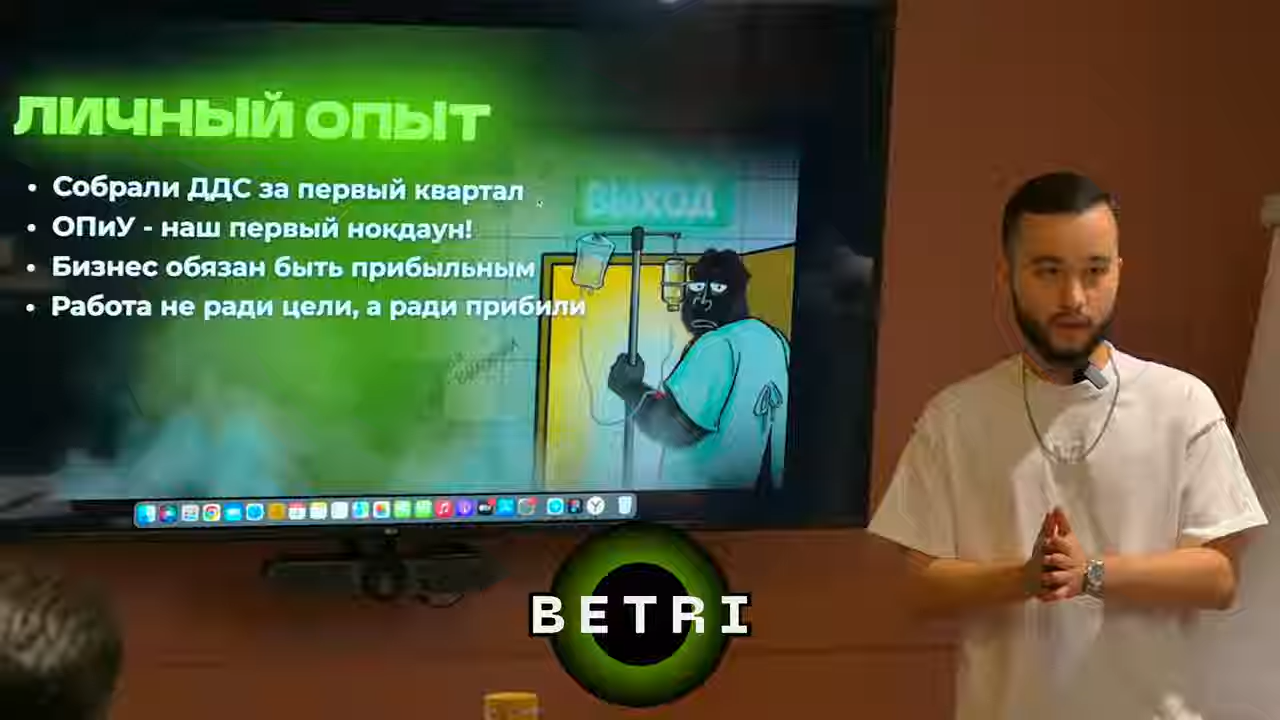 ЛИЧНЫЙ ОПЫТ
• Собрали ДДС за первый квартал
• ОПиУ - наш первый нокдаун!
• Бизнес обязан быть прибыльным
• Работа не ради цели, а ради прибили
ВЫХОД
BETRI